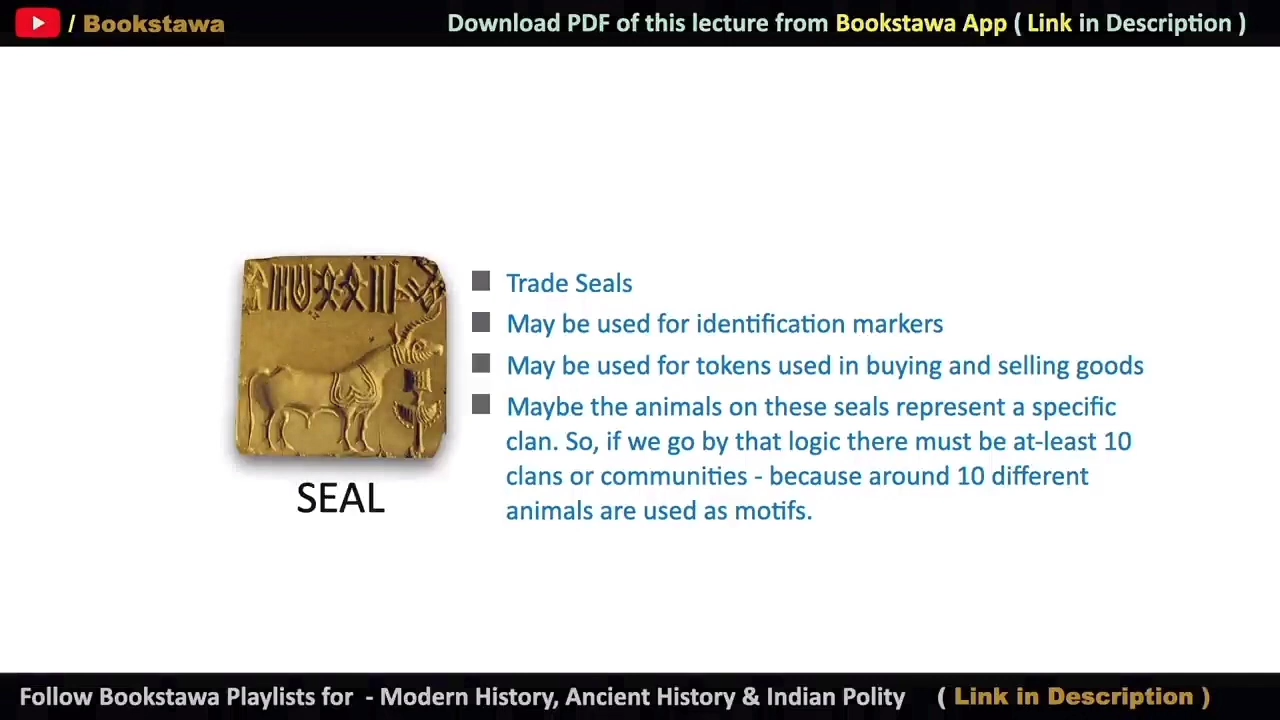 / Bookstawa
Download PDF of this lecture from Bookstawa App ( Link in Description )
Trade Seals
May be used for identification markers
May be used for tokens used in buying and selling goods
Maybe the animals on these seals represent a specific
clan. So, if we go by that logic there must be at-least 10
clans or communities - because around 10 different
animals are used as motifs.
SEAL
Follow Bookstawa Playlists for - Modern History, Ancient History & Indian Polity ( Link in Description )